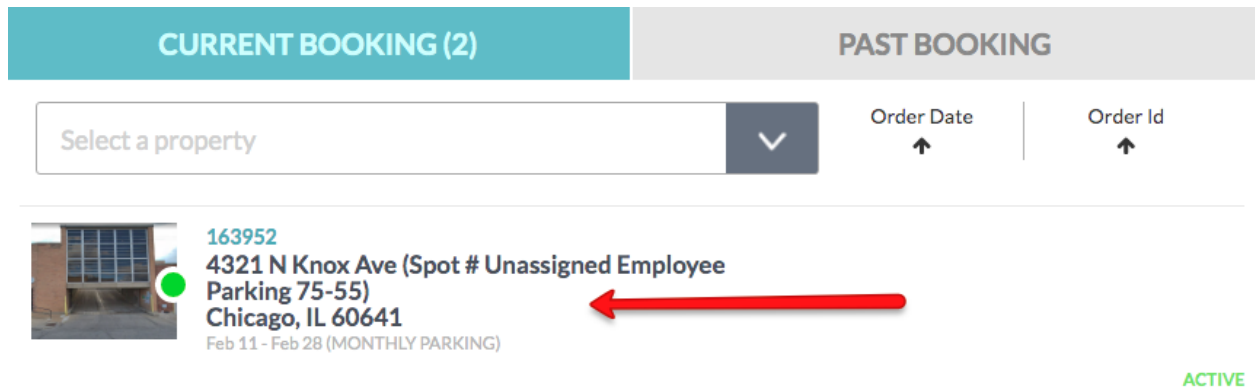 CURRENT BOOKING (2)
PAST BOOKING
Select a property
Order Date
Order Id
163952
4321 N Knox Ave (Spot # Unassigned Employee
Parking 75-55)
Chicago, IL 60641
Feb 11 - Feb 28 (MONTHLY PARKING)
ACTIVE